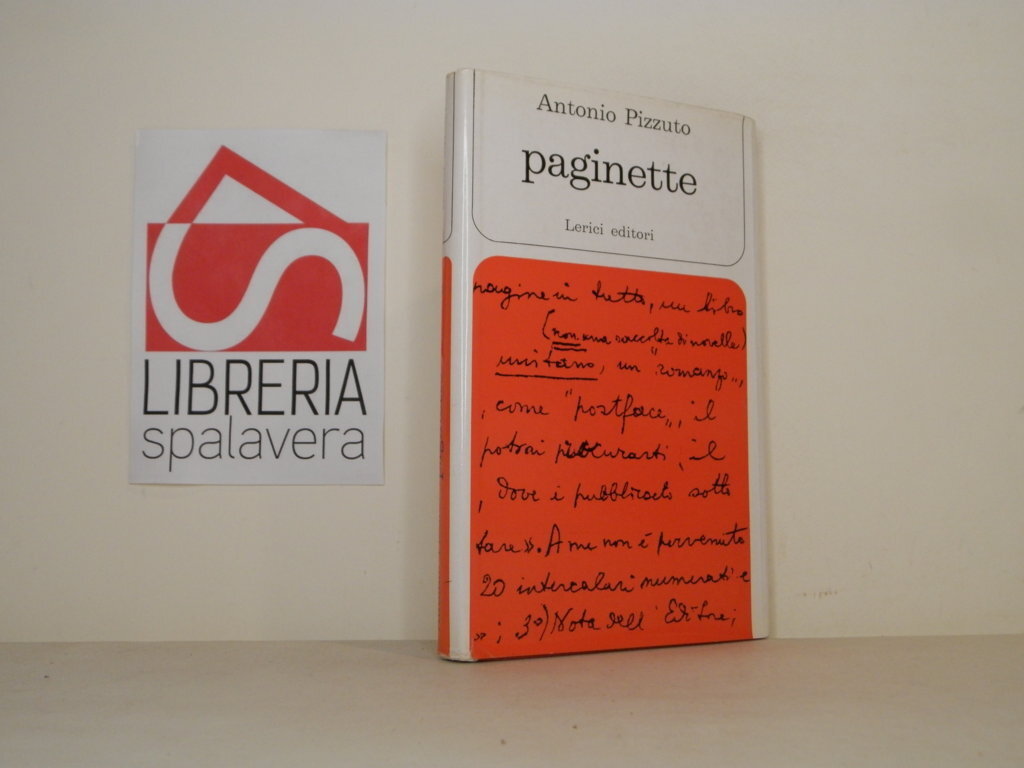 LIBRERIA
spalavera
Antonio Pizzuto
paginette
Lerici editori
pagine in tutto, un libro
(non una raccolta di novelle)
unitario, un "romanzo",
, come "postface", il
potrai procurarti, il
, dove è pubblicato sotto
tare ». A me non è pervenuto
20 intercalari numerati e
» ; 3°) Nota dell'Editore;